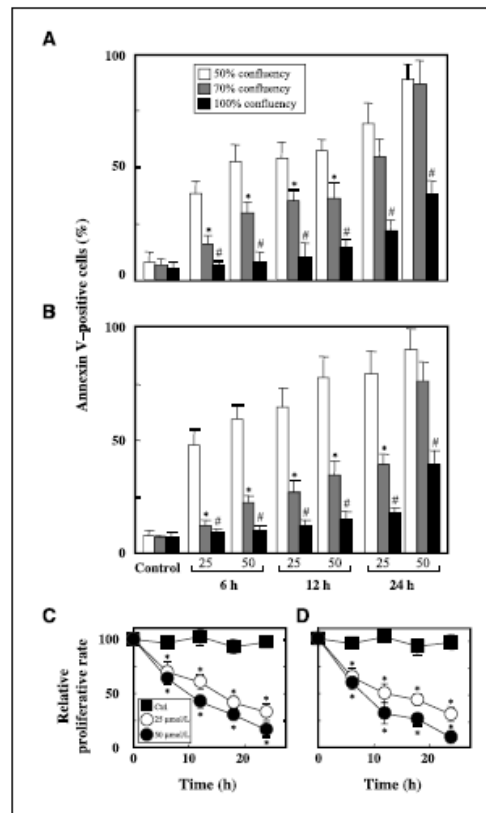 A
100
50% confluency
70% confluency
100% confluency
50
0
* # * # * # * # # #
Annexin V–positive cells (%)
B
100
50
0
* # * # * # * # * # #
Control 25 50 25 50 25 50
6 h 12 h 24 h
C
D
100
50
0
Relative
proliferative rate
Ctrl
25 µmol/L
50 µmol/L
* * * * * * * *
* * * * * * * *
0 10 20
0 10 20
Time (h)
Time (h)